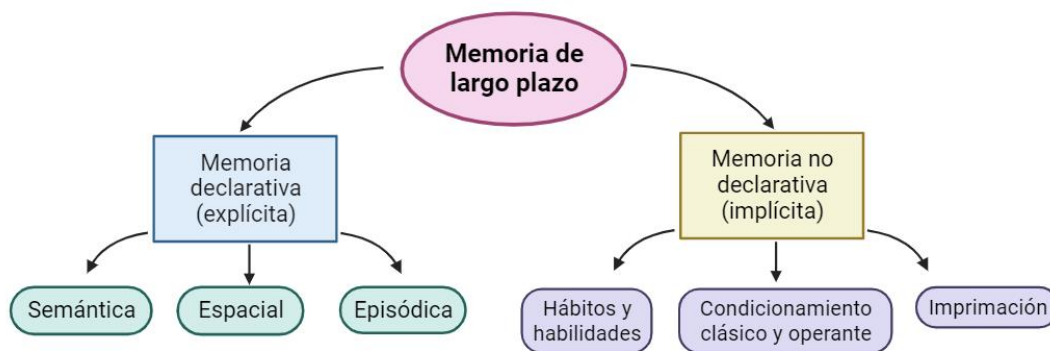 Memoria de
largo plazo
Memoria
declarativa
(explícita)
Memoria no
declarativa
(implícita)
Semántica
Espacial
Episódica
Hábitos y
habilidades
Condicionamiento
clásico y operante
Imprimación